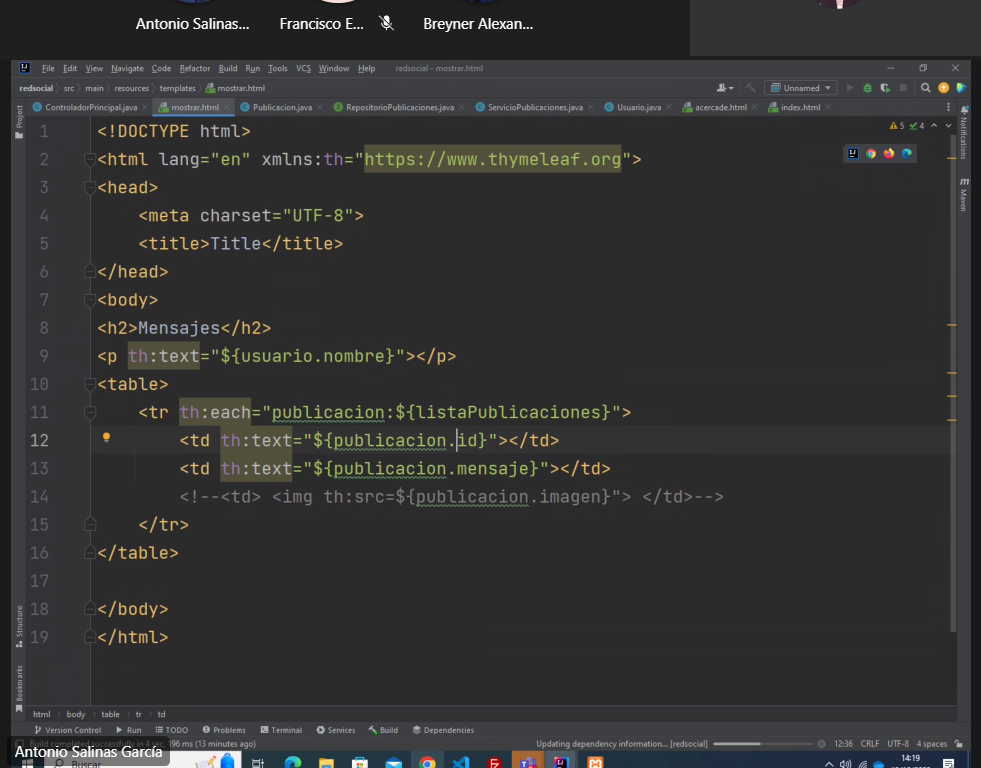 Antonio Salinas... Francisco E... Breyner Alexan...
File Edit View Navigate Code Refactor Build Run Tools VCS Window Help redsocial - mostrar.html
redsocial src main resources templates mostrar.html Unnamed
ControladorPrincipal.java mostrar.html Publicacion.java RepositorioPublicaciones.java ServicioPublicaciones.java Usuario.java acercade.html index.html
Project
Notifications
Maven
5 4
1 <!DOCTYPE html>
2 <html lang="en" xmlns:th="https://www.thymeleaf.org">
3 <head>
4 <meta charset="UTF-8">
5 <title>Title</title>
6 </head>
7 <body>
8 <h2>Mensajes</h2>
9 <p th:text="${usuario.nombre}"></p>
10 <table>
11 <tr th:each="publicacion:${listaPublicaciones}">
12 <td th:text="${publicacion.id}"></td>
13 <td th:text="${publicacion.mensaje}"></td>
14 <!--<td> <img th:src=${publicacion.imagen}"> </td>-->
15 </tr>
16 </table>
17
18 </body>
19 </html>
Structure
Bookmarks
html body table tr td
Version Control Run TODO Problems Terminal Services Build Dependencies
Updating dependency information... [redsocial] 12:36 CRLF UTF-8 4 spaces
Antonio Salinas García
Buscar
14:19